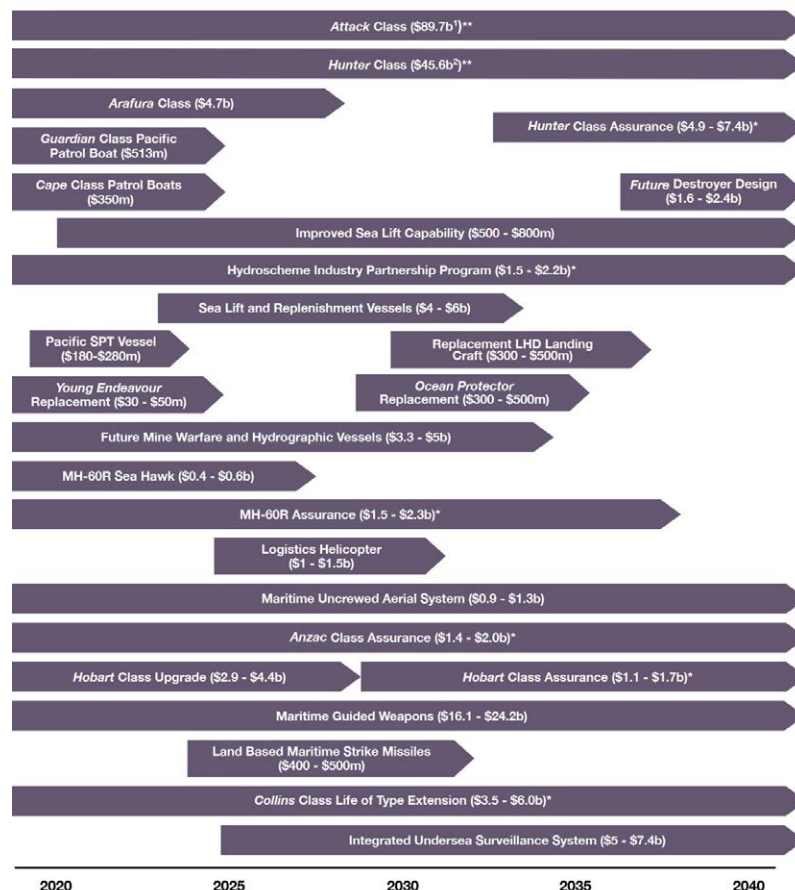 Attack Class ($89.7b¹)**
Hunter Class ($45.6b²)**
Arafura Class ($4.7b)
Hunter Class Assurance ($4.9 - $7.4b)*
Guardian Class Pacific
Patrol Boat ($513m)
Cape Class Patrol Boats
($350m)
Future Destroyer Design
($1.6 - $2.4b)
Improved Sea Lift Capability ($500 - $800m)
Hydroscheme Industry Partnership Program ($1.5 - $2.2b)*
Sea Lift and Replenishment Vessels ($4 - $6b)
Pacific SPT Vessel
($180-$280m)
Replacement LHD Landing
Craft ($300 - $500m)
Young Endeavour
Replacement ($30 - $50m)
Ocean Protector
Replacement ($300 - $500m)
Future Mine Warfare and Hydrographic Vessels ($3.3 - $5b)
MH-60R Sea Hawk ($0.4 - $0.6b)
MH-60R Assurance ($1.5 - $2.3b)*
Logistics Helicopter
($1 - $1.5b)
Maritime Uncrewed Aerial System ($0.9 - $1.3b)
Anzac Class Assurance ($1.4 - $2.0b)*
Hobart Class Upgrade ($2.9 - $4.4b)
Hobart Class Assurance ($1.1 - $1.7b)*
Maritime Guided Weapons ($16.1 - $24.2b)
Land Based Maritime Strike Missiles
($400 - $500m)
Collins Class Life of Type Extension ($3.5 - $6.0b)*
Integrated Undersea Surveillance System ($5 - $7.4b)
2020 2025 2030 2035 2040